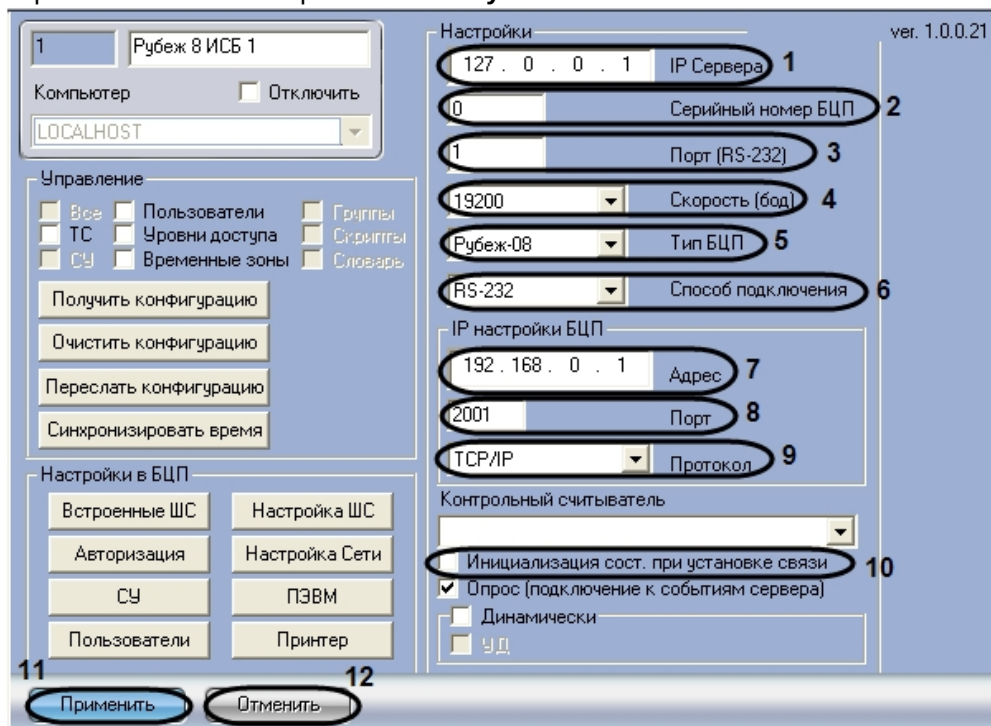 1 Рубеж 8 ИСБ 1
Компьютер Отключить
LOCALHOST
Управление
Все Пользователи Группы
ТС Уровни доступа Скрипты
СУ Временные зоны Словарь
Получить конфигурацию
Очистить конфигурацию
Переслать конфигурацию
Синхронизировать время
Настройки в БЦП
Встроенные ШС Настройка ШС
Авторизация Настройка Сети
СУ ПЭВМ
Пользователи Принтер
Настройки
127 . 0 . 0 . 1 IP Сервера 1
0 Серийный номер БЦП 2
1 Порт (RS-232) 3
19200 Скорость (бод) 4
Рубеж-08 Тип БЦП 5
RS-232 Способ подключения 6
IP настройки БЦП
192 . 168 . 0 . 1 Адрес 7
2001 Порт 8
TCP/IP Протокол 9
Контрольный считыватель
Инициализация сост. при установке связи 10
Опрос (подключение к событиям сервера)
Динамически
УД
ver. 1.0.0.21
11 12
Применить Отменить